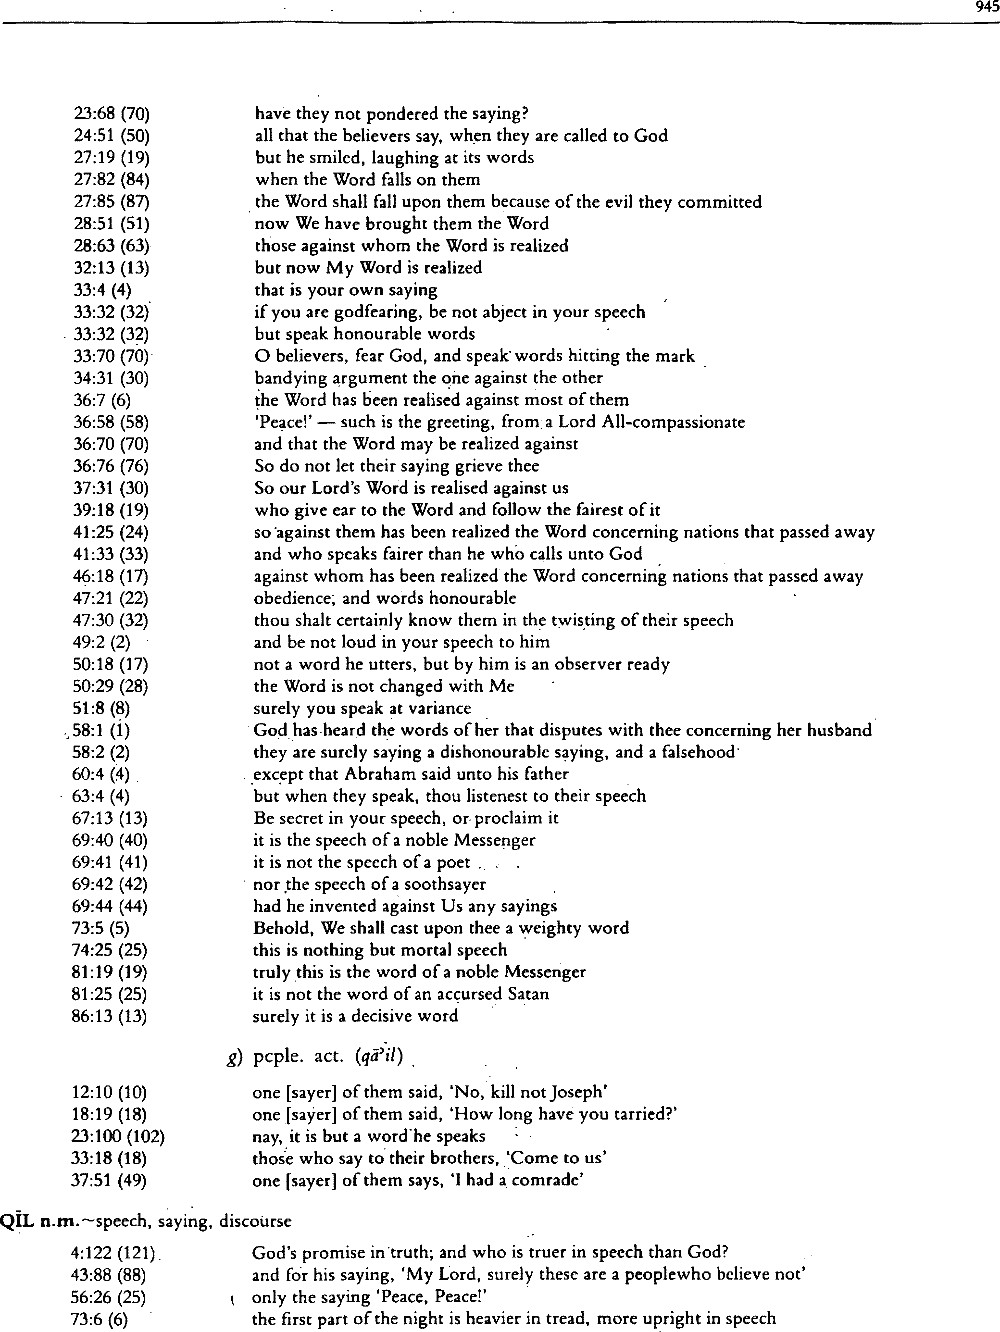 945
23:68 (70) have they not pondered the saying?
24:51 (50) all that the believers say, when they are called to God
27:19 (19) but he smiled, laughing at its words
27:82 (84) when the Word falls on them
27:85 (87) the Word shall fall upon them because of the evil they committed
28:51 (51) now We have brought them the Word
28:63 (63) those against whom the Word is realized
32:13 (13) but now My Word is realized
33:4 (4) that is your own saying
33:32 (32) if you are godfearing, be not abject in your speech
33:32 (32) but speak honourable words
33:70 (70) O believers, fear God, and speak words hitting the mark
34:31 (30) bandying argument the one against the other
36:7 (6) the Word has been realised against most of them
36:58 (58) 'Peace!' — such is the greeting, from a Lord All-compassionate
36:70 (70) and that the Word may be realized against
36:76 (76) So do not let their saying grieve thee
37:31 (30) So our Lord's Word is realised against us
39:18 (19) who give ear to the Word and follow the fairest of it
41:25 (24) so against them has been realized the Word concerning nations that passed away
41:33 (33) and who speaks fairer than he who calls unto God
46:18 (17) against whom has been realized the Word concerning nations that passed away
47:21 (22) obedience; and words honourable
47:30 (32) thou shalt certainly know them in the twisting of their speech
49:2 (2) and be not loud in your speech to him
50:18 (17) not a word he utters, but by him is an observer ready
50:29 (28) the Word is not changed with Me
51:8 (8) surely you speak at variance
58:1 (1) God has heard the words of her that disputes with thee concerning her husband
58:2 (2) they are surely saying a dishonourable saying, and a falsehood
60:4 (4) except that Abraham said unto his father
63:4 (4) but when they speak, thou listenest to their speech
67:13 (13) Be secret in your speech, or proclaim it
69:40 (40) it is the speech of a noble Messenger
69:41 (41) it is not the speech of a poet
69:42 (42) nor the speech of a soothsayer
69:44 (44) had he invented against Us any sayings
73:5 (5) Behold, We shall cast upon thee a weighty word
74:25 (25) this is nothing but mortal speech
81:19 (19) truly this is the word of a noble Messenger
81:25 (25) it is not the word of an accursed Satan
86:13 (13) surely it is a decisive word
g) pcple. act. (qāʾil)
12:10 (10) one [sayer] of them said, 'No, kill not Joseph'
18:19 (18) one [sayer] of them said, 'How long have you tarried?'
23:100 (102) nay, it is but a word he speaks
33:18 (18) those who say to their brothers, 'Come to us'
37:51 (49) one [sayer] of them says, 'I had a comrade'
QĪL n.m.~speech, saying, discourse
4:122 (121) God's promise in truth; and who is truer in speech than God?
43:88 (88) and for his saying, 'My Lord, surely these are a peoplewho believe not'
56:26 (25) only the saying 'Peace, Peace!'
73:6 (6) the first part of the night is heavier in tread, more upright in speech